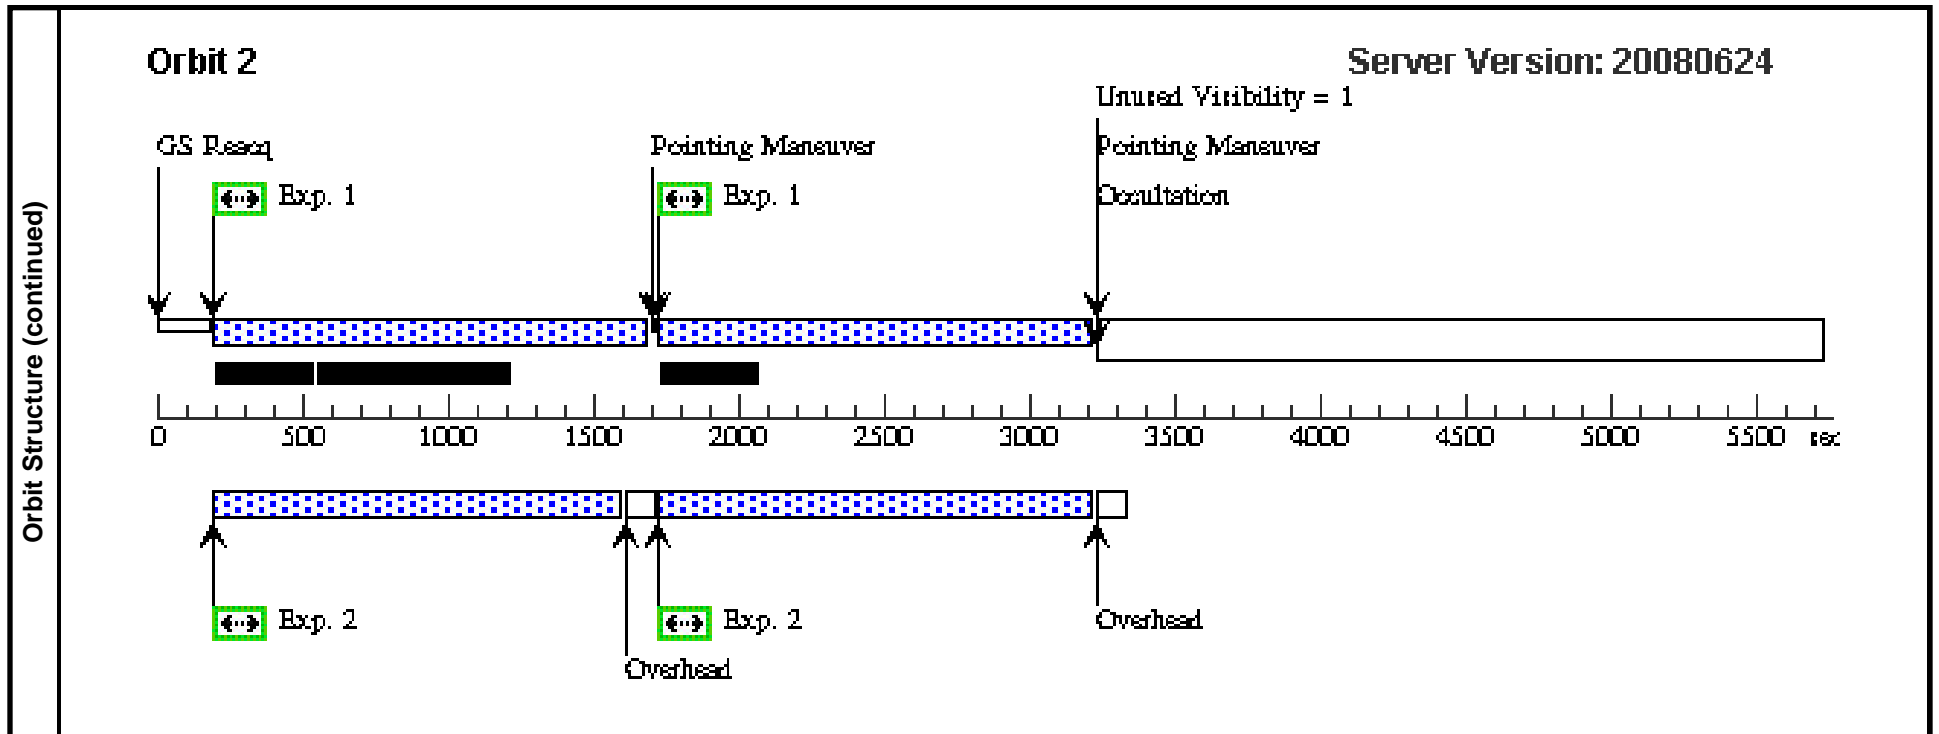 Orbit Structure (continued)
Orbit 2
Server Version: 20080624
Unused Visibility = 1
GS Reacq
Pointing Maneuver
Pointing Maneuver
Exp. 1
Exp. 1
Occultation
0 500 1000 1500 2000 2500 3000 3500 4000 4500 5000 5500 sec
Exp. 2
Exp. 2
Overhead
Overhead